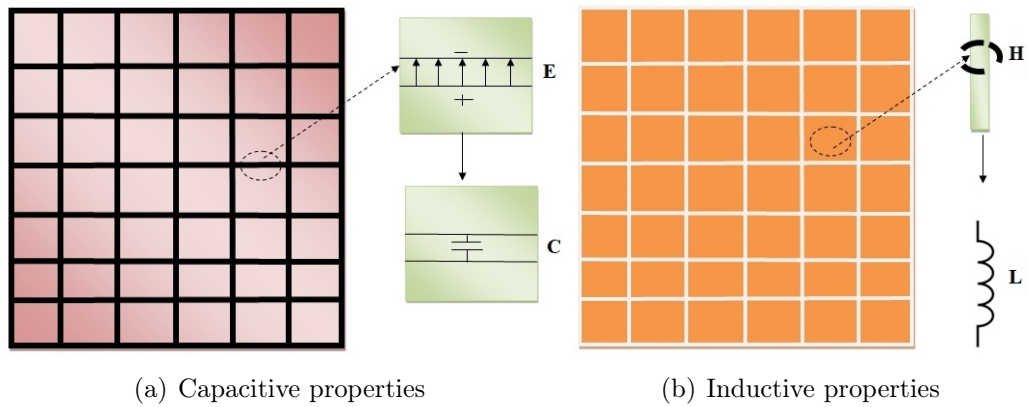 −
E
+
C
H
L
(a) Capacitive properties
(b) Inductive properties